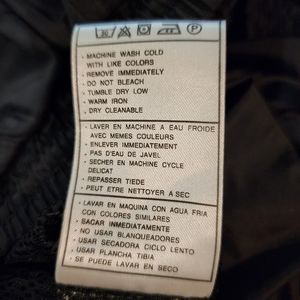 - MACHINE WASH COLD
WITH LIKE COLORS
- REMOVE IMMEDIATELY
- DO NOT BLEACH
- TUMBLE DRY LOW
- WARM IRON
- DRY CLEANABLE
- LAVER EN MACHINE A EAU FROIDE
AVEC MEMES COULEURS
- ENLEVER IMMEDIATEMENT
- PAS D'EAU DE JAVEL
- SECHER EN MACHINE CYCLE
DELICAT
- REPASSER TIEDE
- PEUT ETRE NETTOYER A SEC
- LAVAR EN MAQUINA CON AGUA FRIA
CON COLORES SIMILARES
- SACAR INMEDIATAMENTE
- NO USAR BLANQUEADORES
- USAR SECADORA CICLO LENTO
- USAR PLANCHA TIBIA
- SE PUEDE LAVAR EN SECO